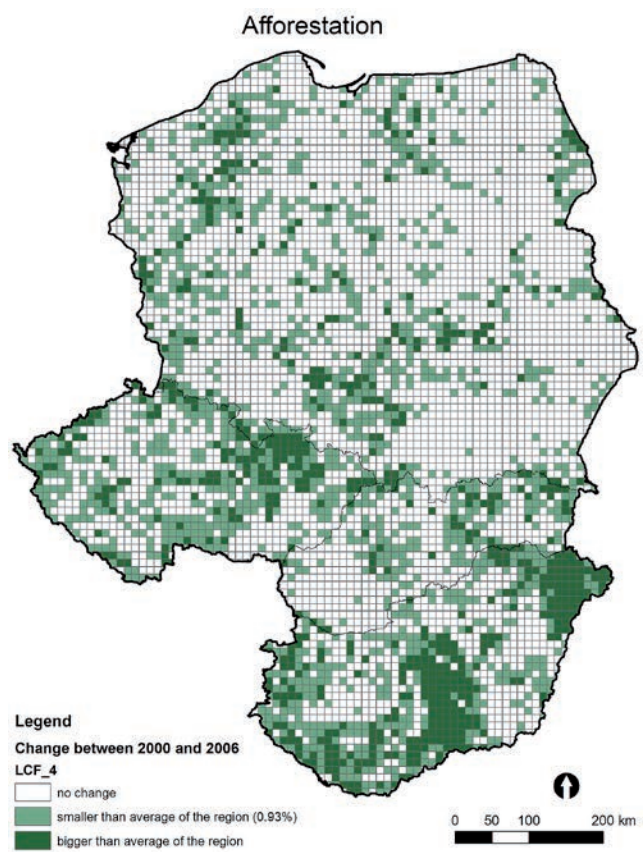 Afforestation
Legend
Change between 2000 and 2006
LCF_4
no change
smaller than average of the region (0.93%)
bigger than average of the region
0 50 100 200 km